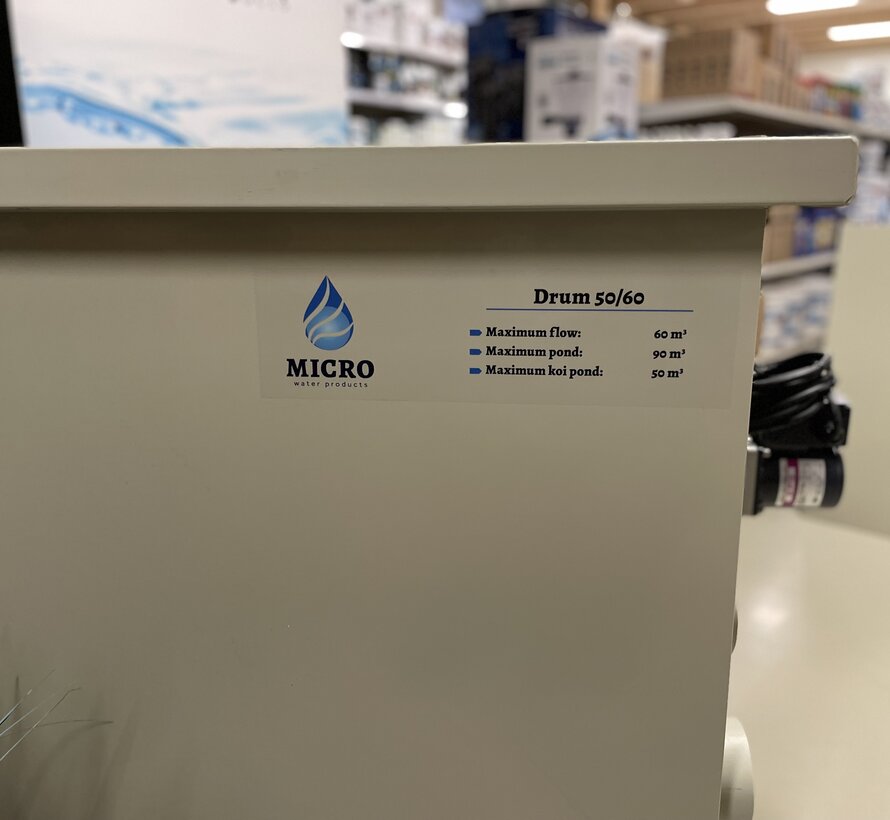 MICRO
water products
Drum 50/60
Maximum flow: 60 m³
Maximum pond: 90 m³
Maximum koi pond: 50 m³